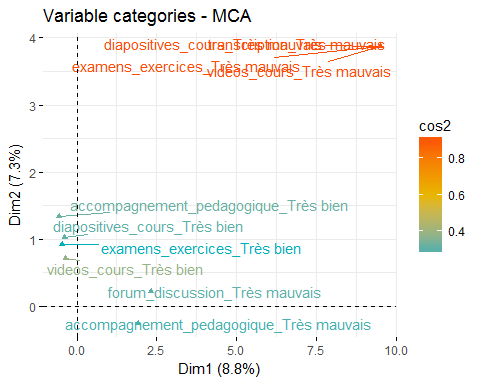 Variable categories - MCA
diapositives_cours_Très mauvais
transcription_Très mauvais
examens_exercices_Très mauvais
videos_cours_Très mauvais
accompagnement_pedagogique_Très bien
diapositives_cours_Très bien
examens_exercices_Très bien
videos_cours_Très bien
forum_discussion_Très mauvais
accompagnement_pedagogique_Très mauvais
4
3
2
1
0
0.0 2.5 5.0 7.5 10.0
Dim1 (8.8%)
Dim2 (7.3%)
cos2
0.8
0.6
0.4